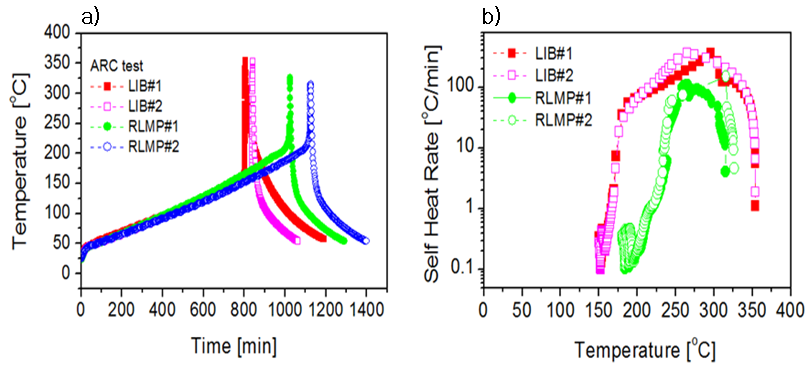 a)
ARC test
LIB#1
LIB#2
RLMP#1
RLMP#2
Temperature [°C]
400
350
300
250
200
150
100
50
0
0 200 400 600 800 1000 1200 1400
Time [min]
b)
LIB#1
LIB#2
RLMP#1
RLMP#2
Self Heat Rate [°C/min]
100
10
1
0.1
0 50 100 150 200 250 300 350 400
Temperature [°C]